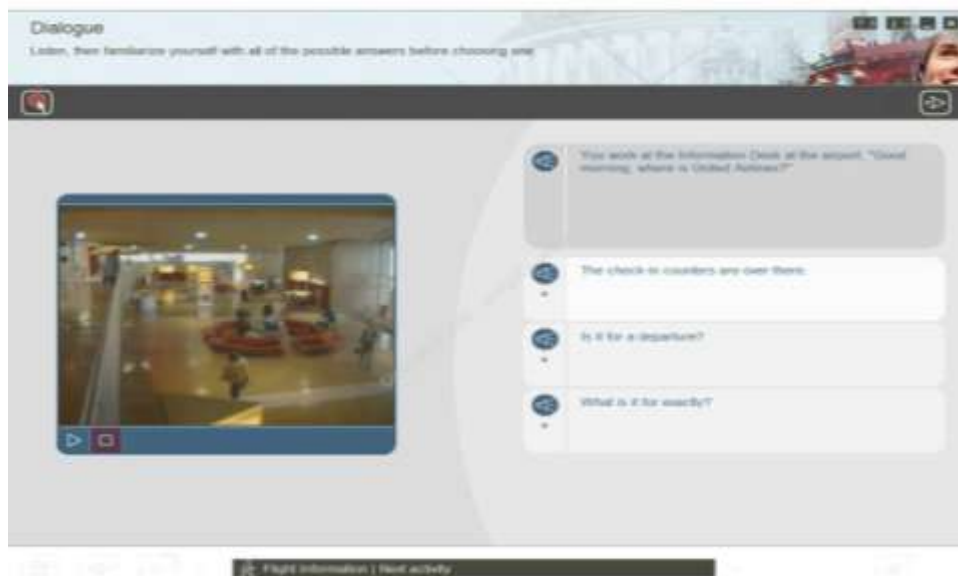 Dialogue
Listen, then familiarize yourself with all of the possible answers before choosing one
You work at the Information Desk at the airport. "Good
morning, where is United Airlines?"
The check-in counters are over there.
Is it for a departure?
What is it for exactly?
Flight Information | Next activity